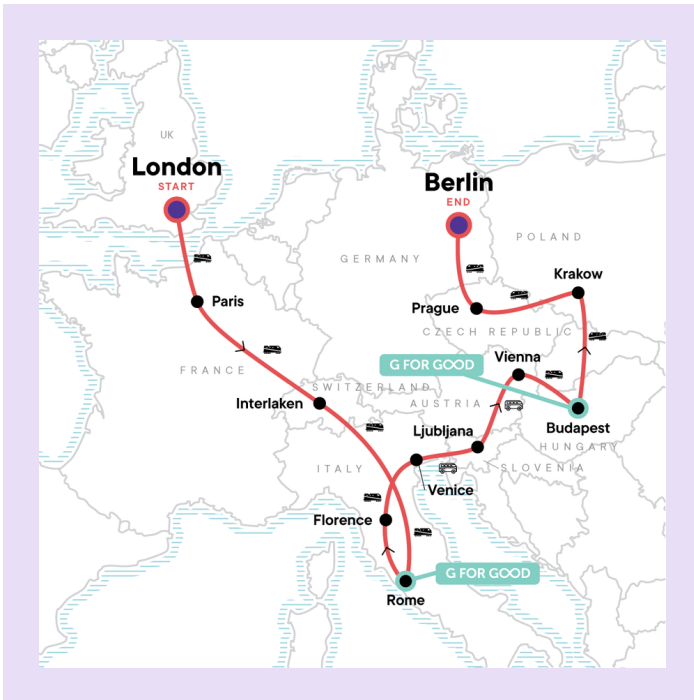 UK
London
START
Berlin
END
POLAND
GERMANY
Krakow
Paris
Prague
CZECH REPUBLIC
Vienna
G FOR GOOD
FRANCE
SWITZERLAND
Interlaken
AUSTRIA
Budapest
Ljubljana
HUNGARY
ITALY
SLOVENIA
Venice
Florence
G FOR GOOD
Rome